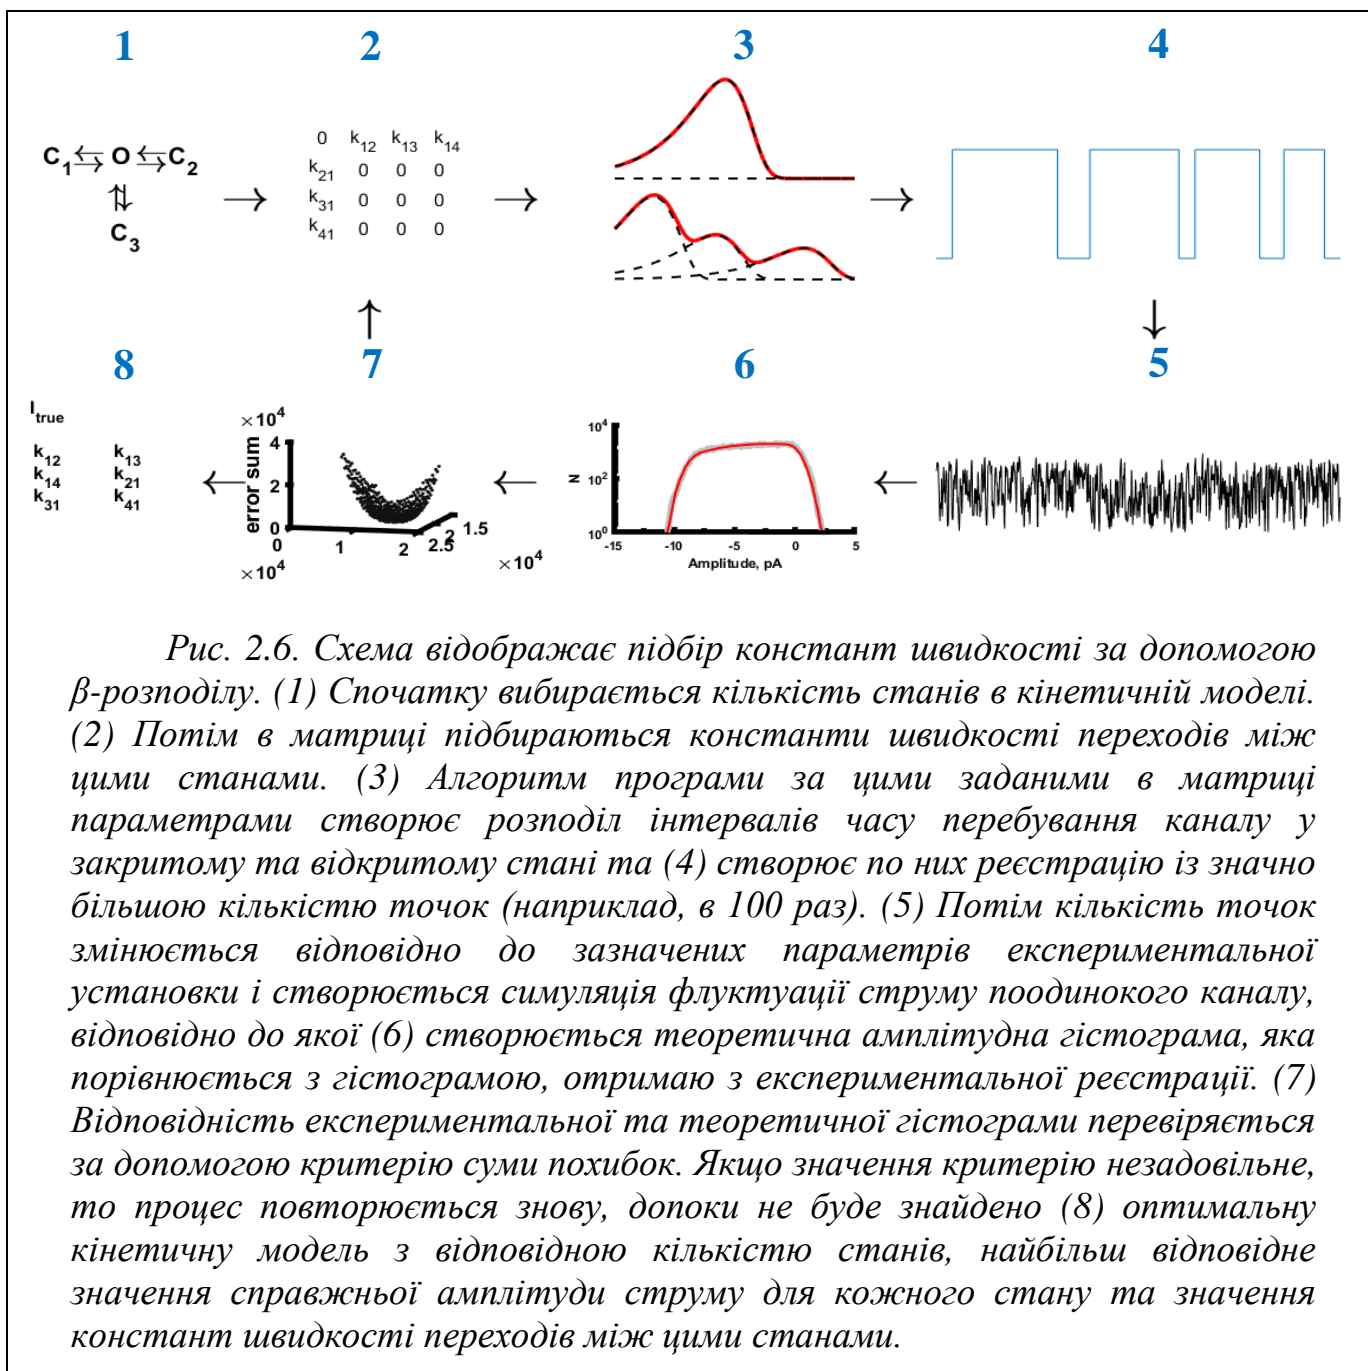 1 2 3 4
C1 ⇆ O ⇆ C2
C3
0 k12 k13 k14
k21 0 0 0
k31 0 0 0
k41 0 0 0
8 7 6 5
Itrue
k12 k13
k14 k21
k31 k41
×10^4
error sum
4
2
0
0 1 2 2.5 2 1.5
×10^4 ×10^4
N
10^4
10^2
10^0
-15 -10 -5 0 5
Amplitude, pA
Рис. 2.6. Схема відображає підбір констант швидкості за допомогою
β-розподілу. (1) Спочатку вибирається кількість станів в кінетичній моделі.
(2) Потім в матриці підбираються константи швидкості переходів між
цими станами. (3) Алгоритм програми за цими заданими в матриці
параметрами створює розподіл інтервалів часу перебування каналу у
закритому та відкритому стані та (4) створює по них реєстрацію із значно
більшою кількістю точок (наприклад, в 100 раз). (5) Потім кількість точок
змінюється відповідно до зазначених параметрів експериментальної
установки і створюється симуляція флуктуації струму поодинокого каналу,
відповідно до якої (6) створюється теоретична амплітудна гістограма, яка
порівнюється з гістограмою, отримаю з експериментальної реєстрації. (7)
Відповідність експериментальної та теоретичної гістограми перевіряється
за допомогою критерію суми похибок. Якщо значення критерію незадовільне,
то процес повторюється знову, допоки не буде знайдено (8) оптимальну
кінетичну модель з відповідною кількістю станів, найбільш відповідне
значення справжньої амплітуди струму для кожного стану та значення
констант швидкості переходів між цими станами.